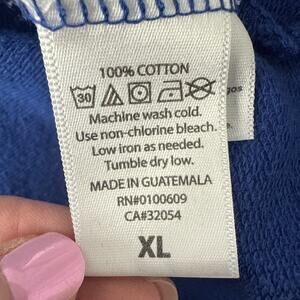 100% COTTON
30
Machine wash cold.
Use non-chlorine bleach.
Low iron as needed.
Tumble dry low.
MADE IN GUATEMALA
RN#0100609
CA#32054
XL